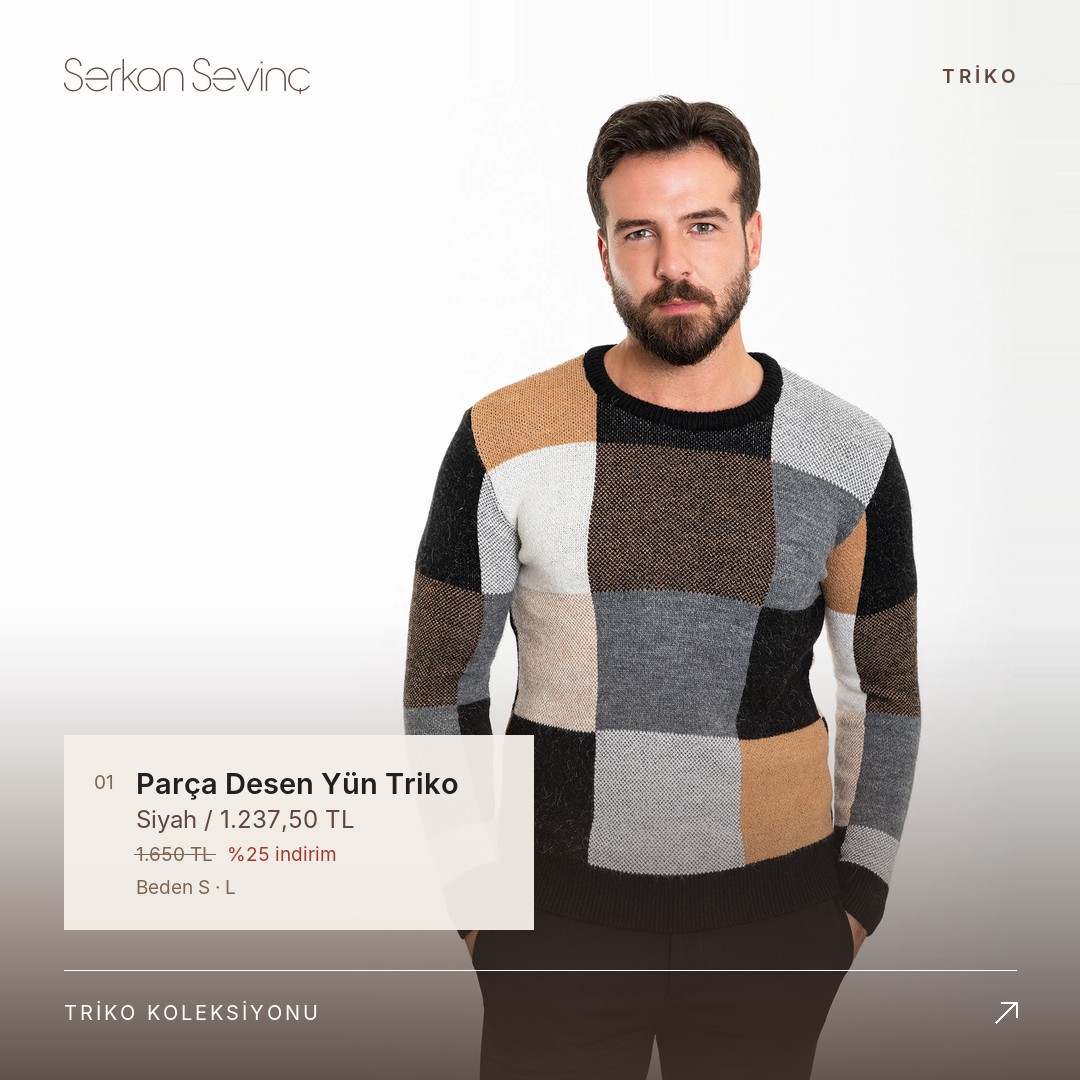 Serkan Sevinç
TRİKO
01 Parça Desen Yün Triko
Siyah / 1.237,50 TL
1.650 TL %25 indirim
Beden S · L
TRİKO KOLEKSİYONU